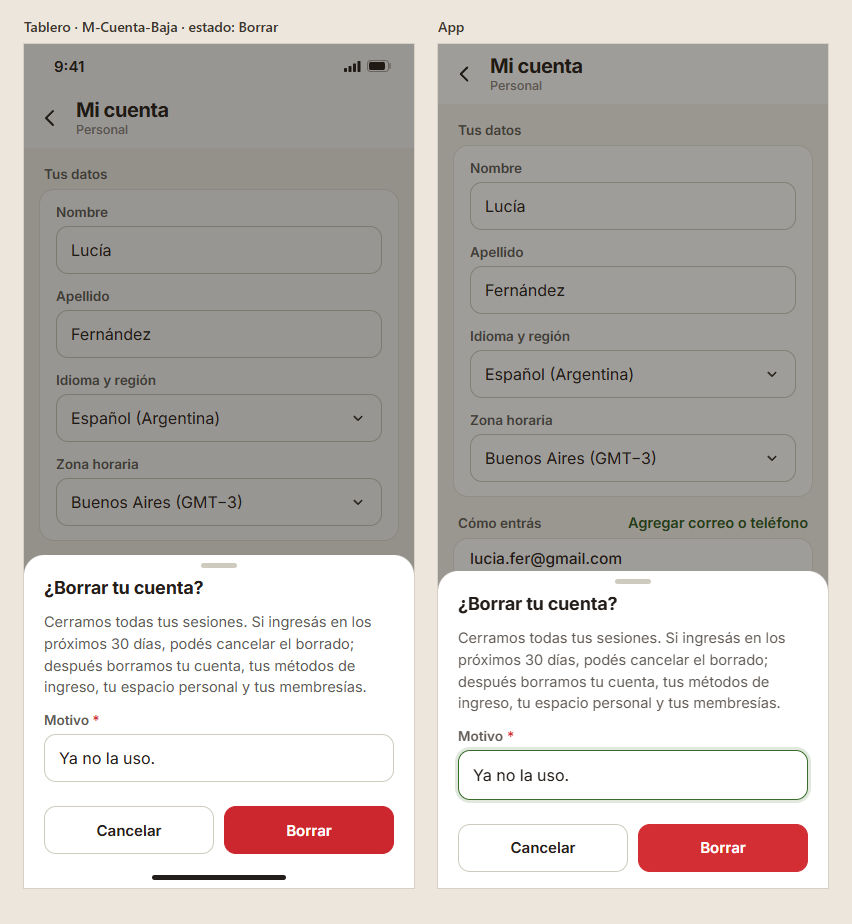 Tablero · M-Cuenta-Baja · estado: Borrar
9:41
Mi cuenta
Personal
Tus datos
Nombre
Lucía
Apellido
Fernández
Idioma y región
Español (Argentina)
Zona horaria
Buenos Aires (GMT−3)
¿Borrar tu cuenta?
Cerramos todas tus sesiones. Si ingresás en los
próximos 30 días, podés cancelar el borrado;
después borramos tu cuenta, tus métodos de
ingreso, tu espacio personal y tus membresías.
Motivo *
Ya no la uso.
Cancelar Borrar
App
Mi cuenta
Personal
Tus datos
Nombre
Lucía
Apellido
Fernández
Idioma y región
Español (Argentina)
Zona horaria
Buenos Aires (GMT−3)
Cómo entrás Agregar correo o teléfono
lucia.fer@gmail.com
¿Borrar tu cuenta?
Cerramos todas tus sesiones. Si ingresás en los
próximos 30 días, podés cancelar el borrado;
después borramos tu cuenta, tus métodos de
ingreso, tu espacio personal y tus membresías.
Motivo *
Ya no la uso.
Cancelar Borrar